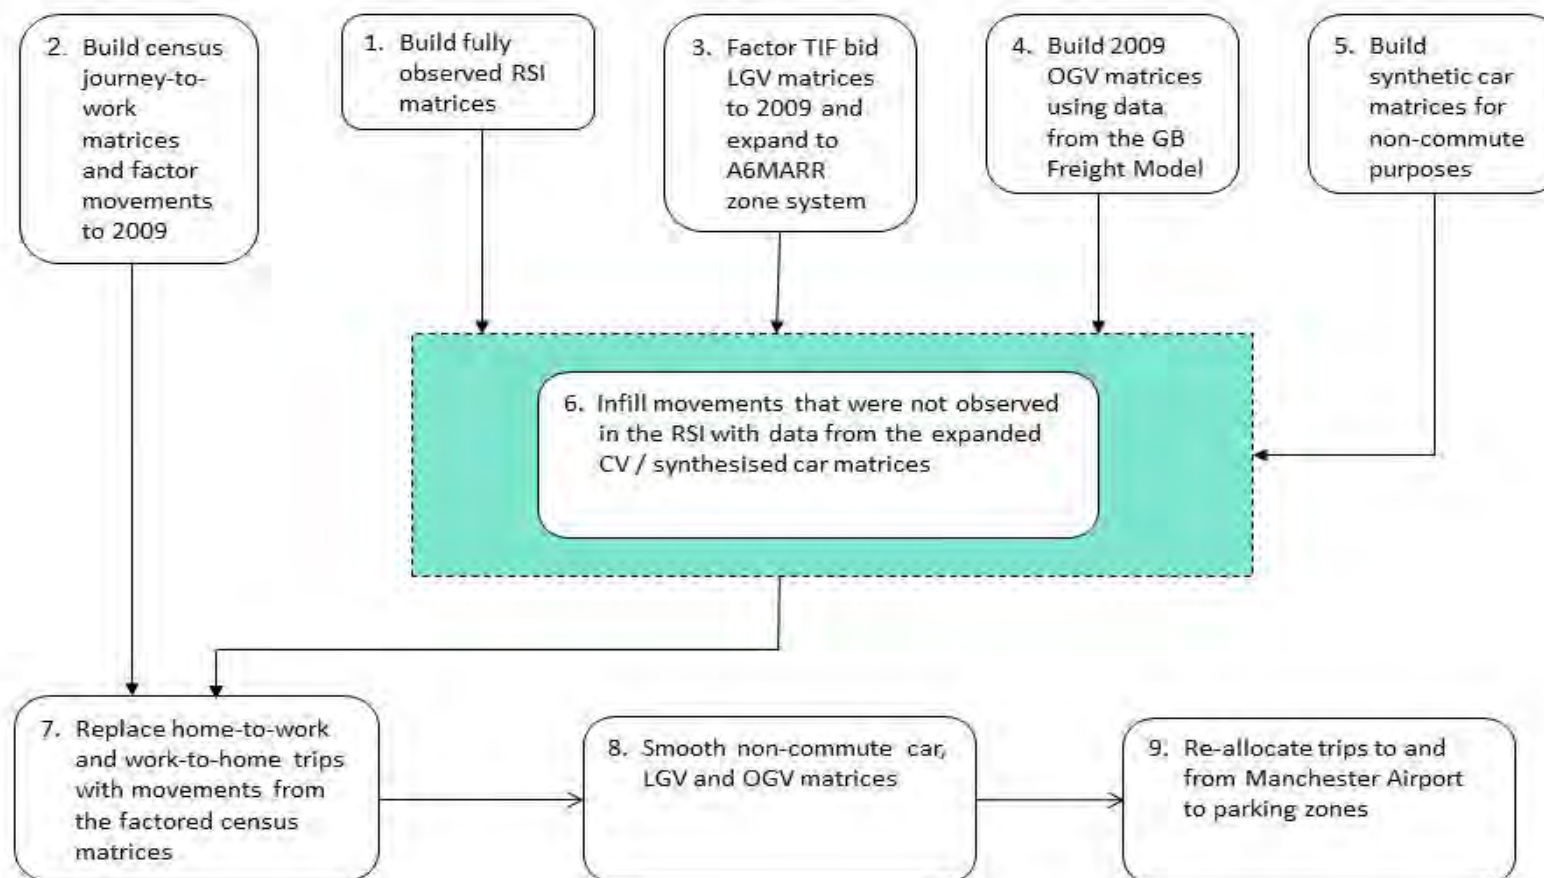 2. Build census
journey-to-
work
matrices
and factor
movements
to 2009
1. Build fully
observed RSI
matrices
3. Factor TIF bid
LGV matrices
to 2009 and
expand to
A6MARR
zone system
4. Build 2009
OGV matrices
using data
from the GB
Freight Model
5. Build
synthetic car
matrices for
non-commute
purposes
6. Infill movements that were not observed
in the RSI with data from the expanded
CV / synthesised car matrices
7. Replace home-to-work
and work-to-home trips
with movements from
the factored census
matrices
8. Smooth non-commute car,
LGV and OGV matrices
9. Re-allocate trips to and
from Manchester Airport
to parking zones